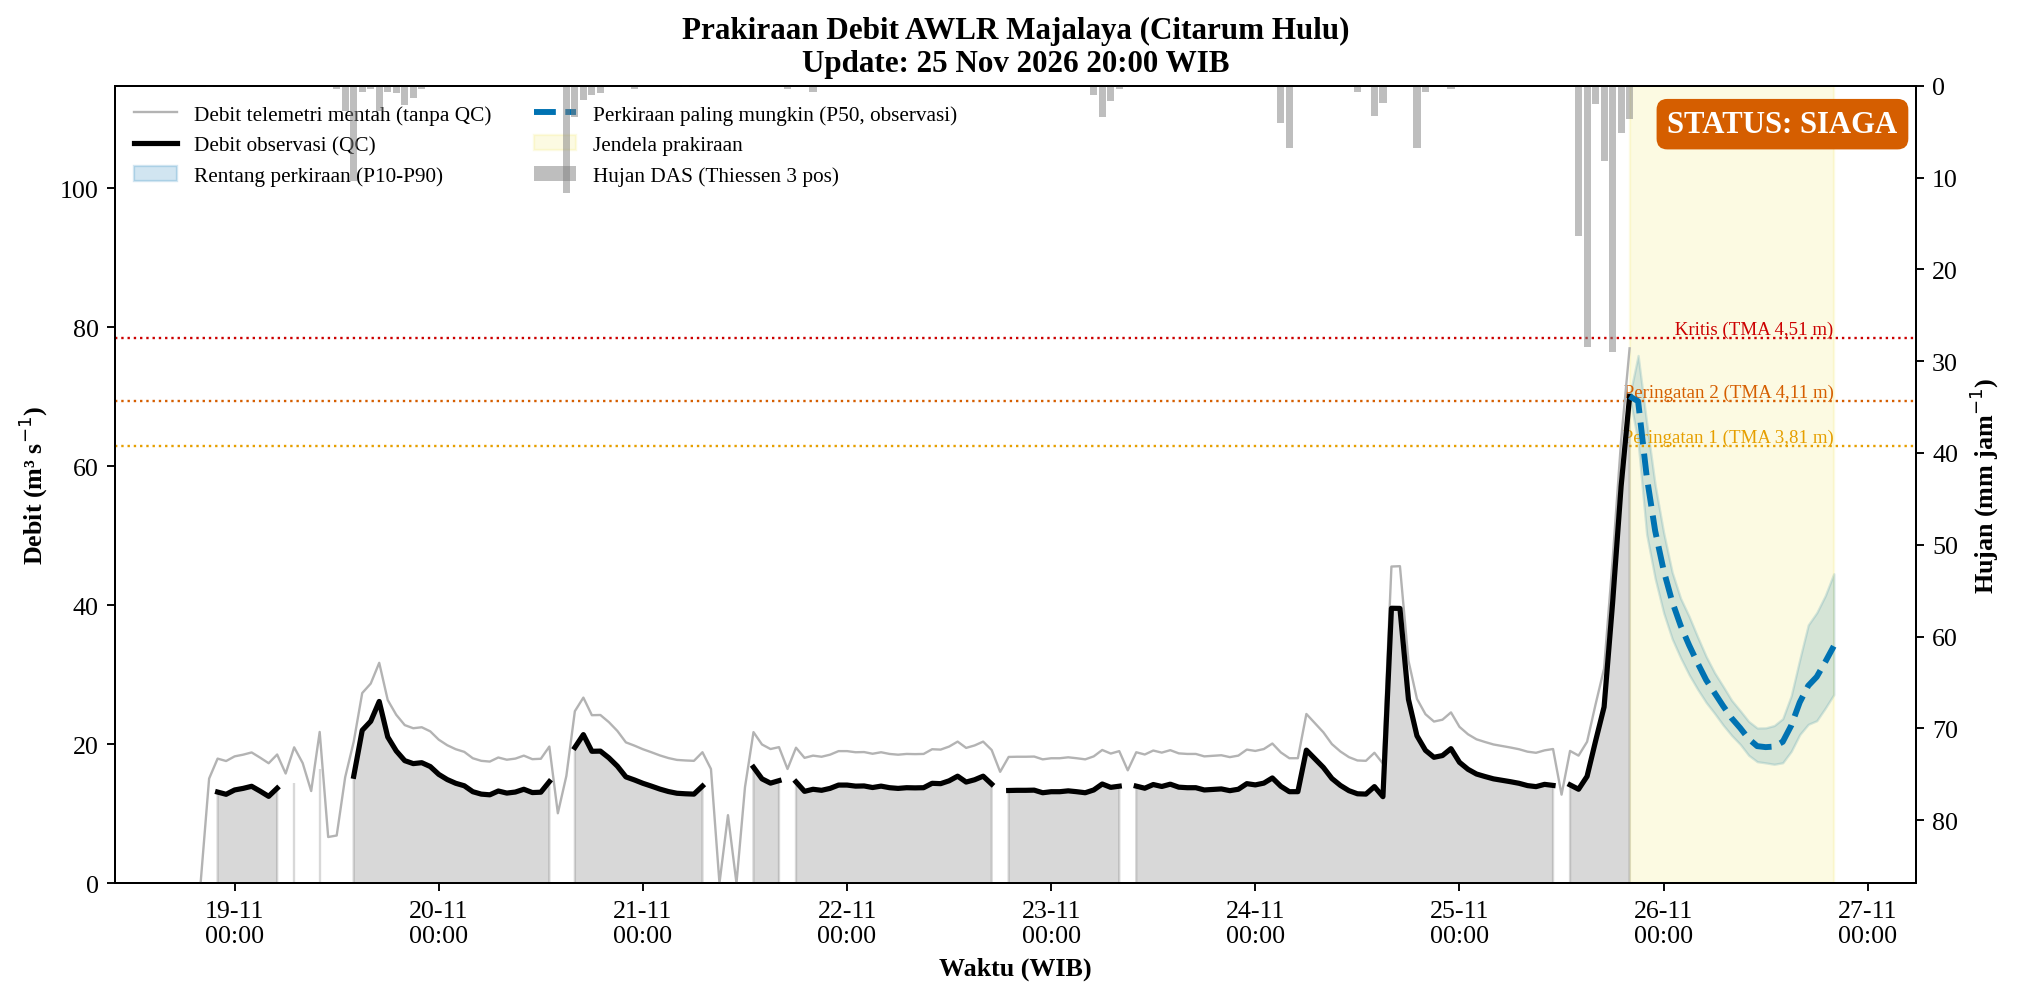 Prakiraan Debit AWLR Majalaya (Citarum Hulu)
Update: 25 Nov 2026 20:00 WIB
Debit telemetri mentah (tanpa QC)
Debit observasi (QC)
Rentang perkiraan (P10-P90)
Perkiraan paling mungkin (P50, observasi)
Jendela prakiraan
Hujan DAS (Thiessen 3 pos)
STATUS: SIAGA
Kritis (TMA 4,51 m)
Peringatan 2 (TMA 4,11 m)
Peringatan 1 (TMA 3,81 m)
Debit (m³ s⁻¹)
100
80
60
40
20
0
Hujan (mm jam⁻¹)
0
10
20
30
40
50
60
70
80
19-11
00:00
20-11
00:00
21-11
00:00
22-11
00:00
23-11
00:00
24-11
00:00
25-11
00:00
26-11
00:00
27-11
00:00
Waktu (WIB)